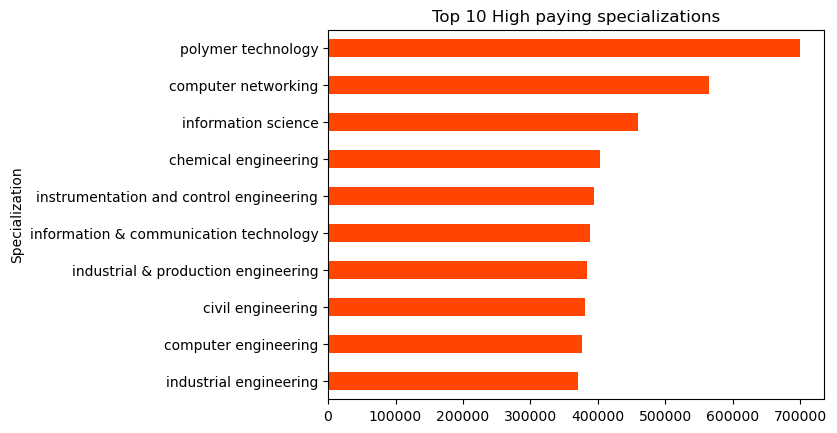 Top 10 High paying specializations
Specialization
polymer technology
computer networking
information science
chemical engineering
instrumentation and control engineering
information & communication technology
industrial & production engineering
civil engineering
computer engineering
industrial engineering
0 100000 200000 300000 400000 500000 600000 700000